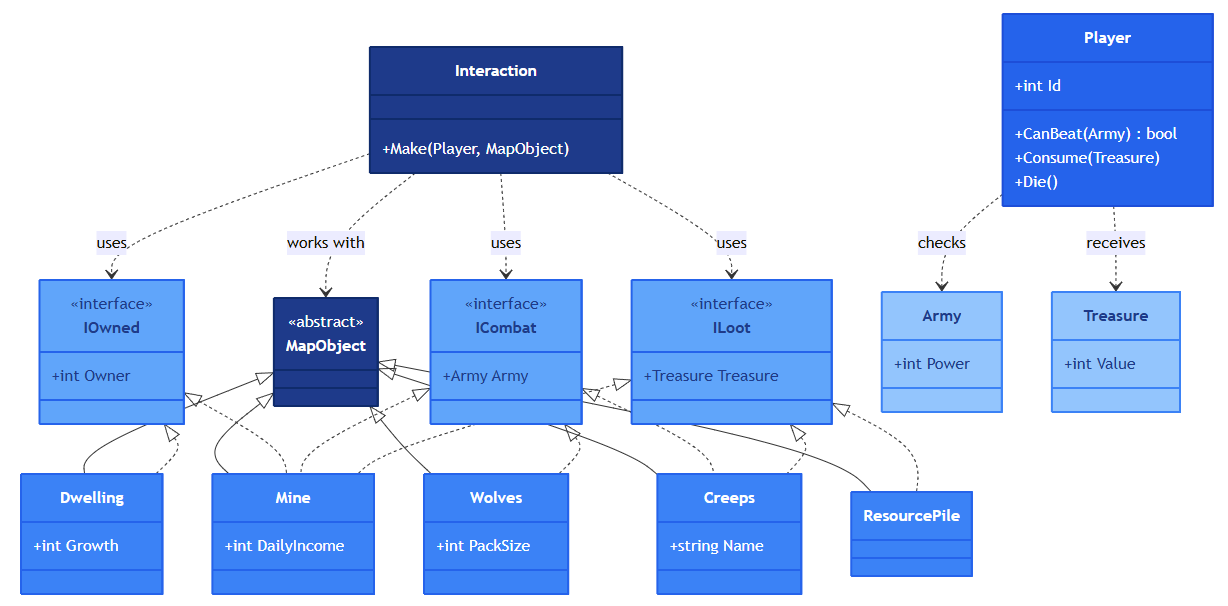 Interaction
+Make(Player, MapObject)
Player
+int Id
+CanBeat(Army) : bool
+Consume(Treasure)
+Die()
uses
works with
uses
uses
checks
receives
«interface»
IOwned
+int Owner
«abstract»
MapObject
«interface»
ICombat
+Army Army
«interface»
ILoot
+Treasure Treasure
Army
+int Power
Treasure
+int Value
Dwelling
+int Growth
Mine
+int DailyIncome
Wolves
+int PackSize
Creeps
+string Name
ResourcePile